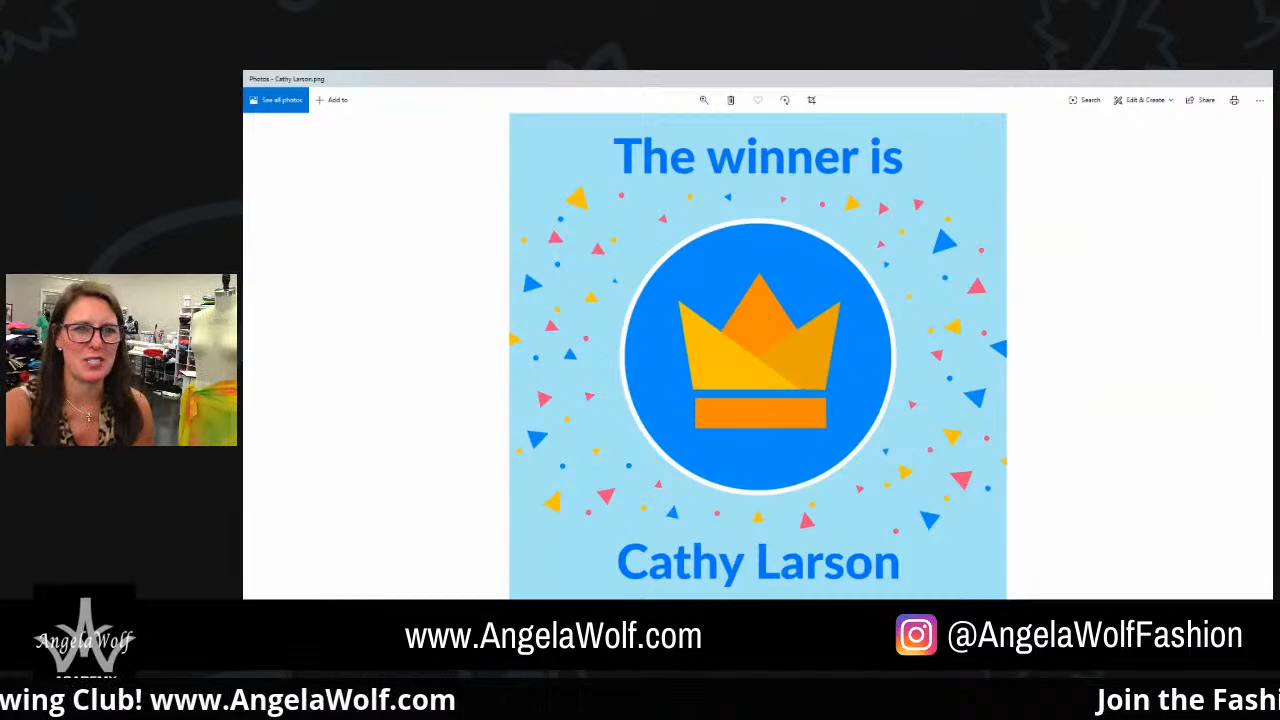 Photos - Cathy Larson.png
See all photos
Add to
Search
Edit & Create
Share
The winner is
Cathy Larson
Angela Wolf
www.AngelaWolf.com
@AngelaWolfFashion
wing Club! www.AngelaWolf.com
Join the Fashi